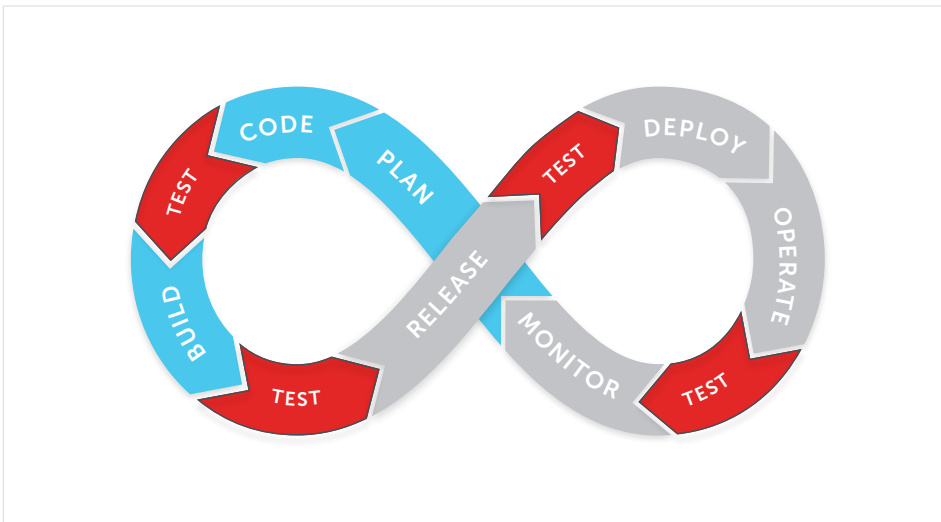 PLAN
CODE
TEST
BUILD
TEST
RELEASE
TEST
DEPLOY
OPERATE
TEST
MONITOR